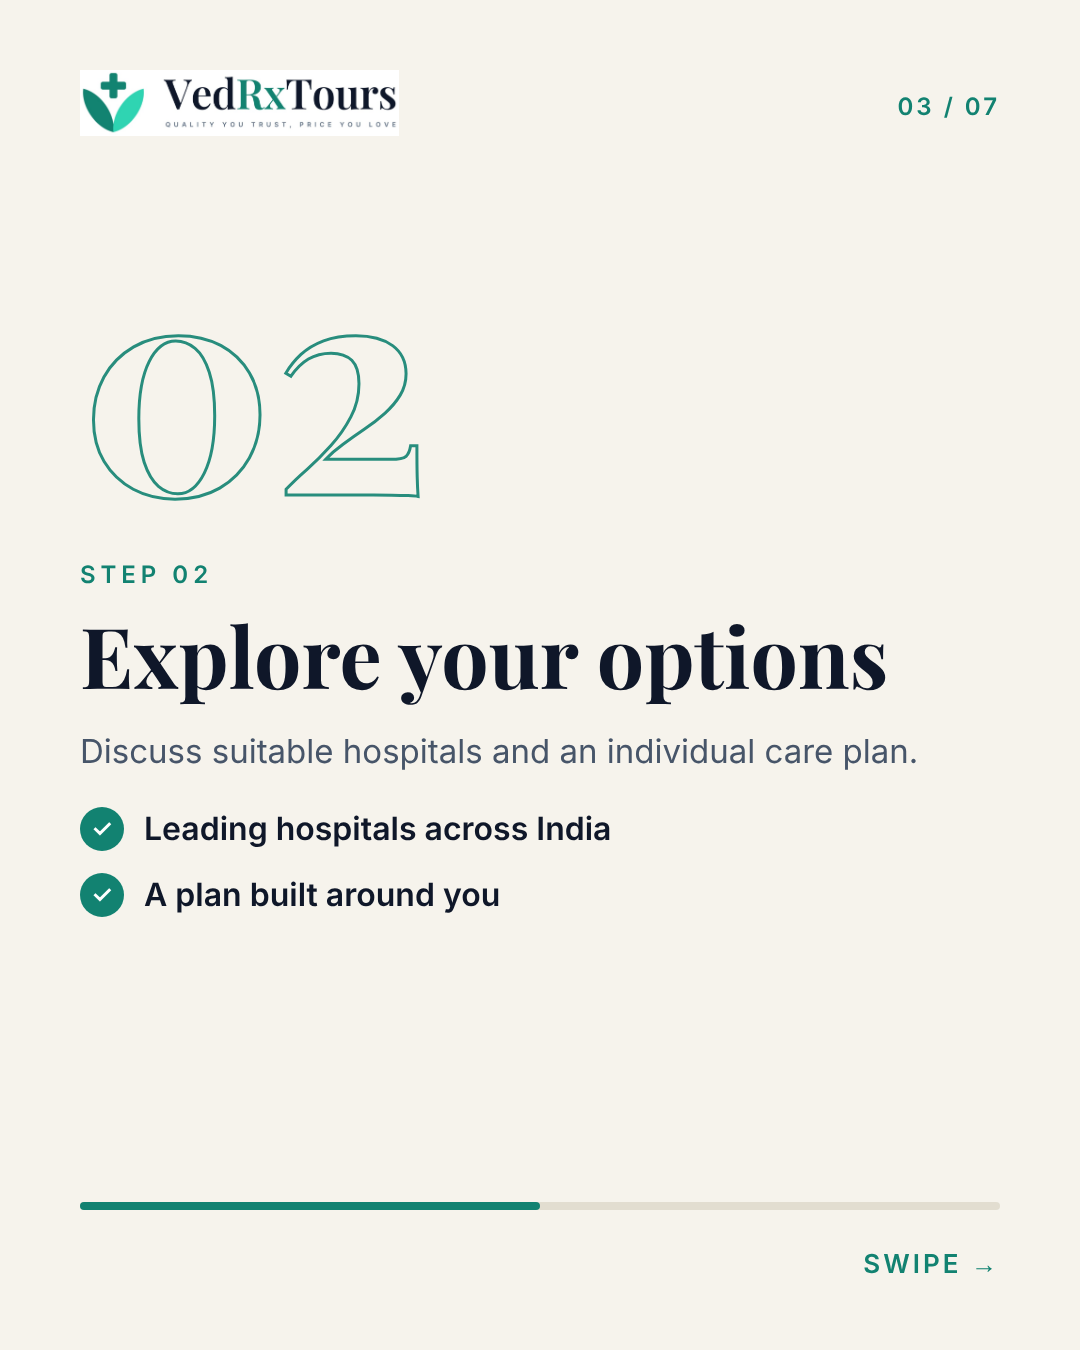 VedRxTours
QUALITY YOU TRUST, PRICE YOU LOVE
03 / 07
02
STEP 02
Explore your options
Discuss suitable hospitals and an individual care plan.
Leading hospitals across India
A plan built around you
SWIPE →